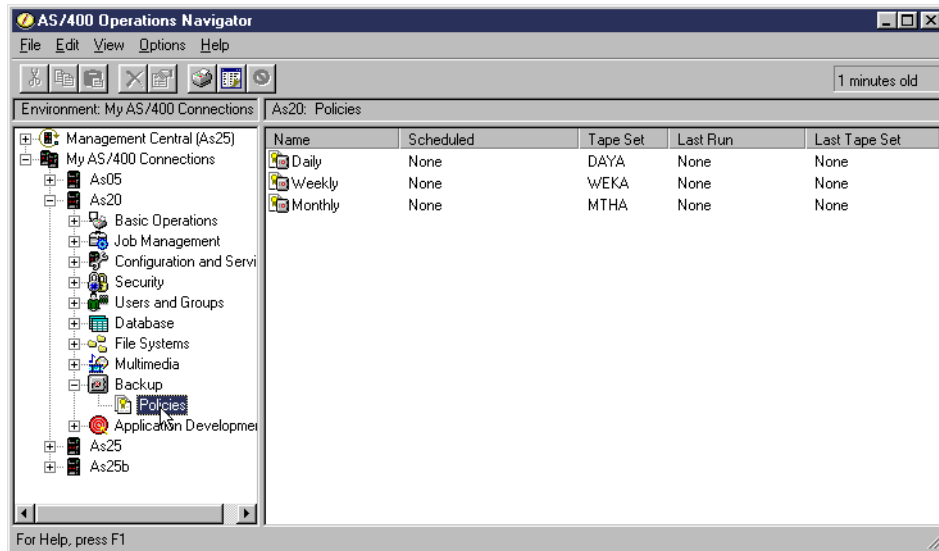 AS/400 Operations Navigator
File Edit View Options Help
1 minutes old
Environment: My AS/400 Connections
As20: Policies
Management Central (As25)
My AS/400 Connections
As05
As20
Basic Operations
Job Management
Configuration and Servi
Security
Users and Groups
Database
File Systems
Multimedia
Backup
Policies
Application Developmer
As25
As25b
Name Scheduled Tape Set Last Run Last Tape Set
Daily None DAYA None None
Weekly None WEKA None None
Monthly None MTHA None None
For Help, press F1